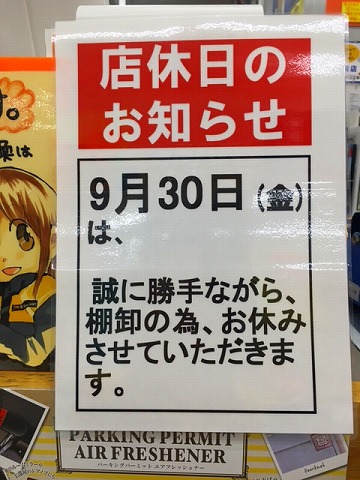 店休日の
お知らせ
9月30日(金)
は、
誠に勝手ながら、
棚卸の為、お休み
させていただきま
す。
す。
換は
PARKING PERMIT
AIR FRESHENER
パーキングパーミット エアフレッシュナー